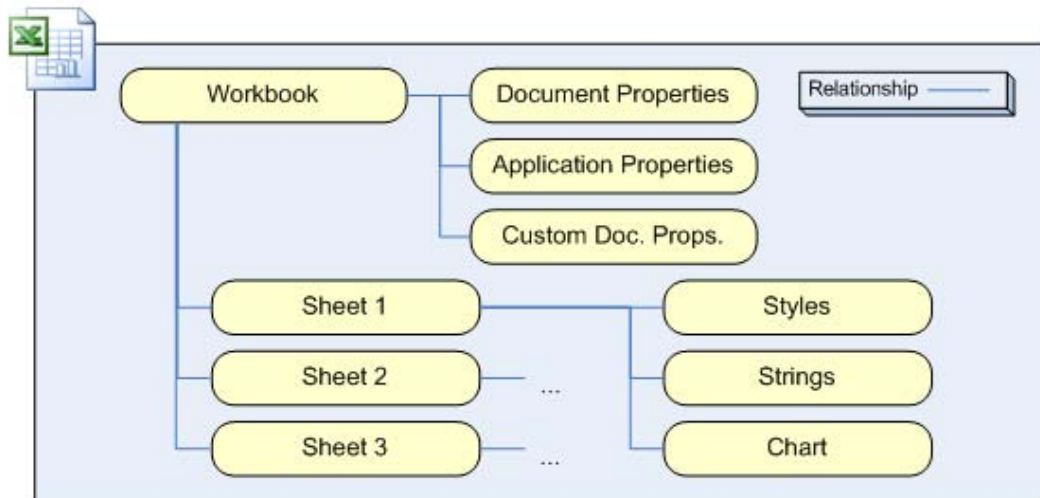 Workbook
Document Properties
Relationship
Application Properties
Custom Doc. Props.
Sheet 1
Styles
Sheet 2
...
Strings
Sheet 3
...
Chart